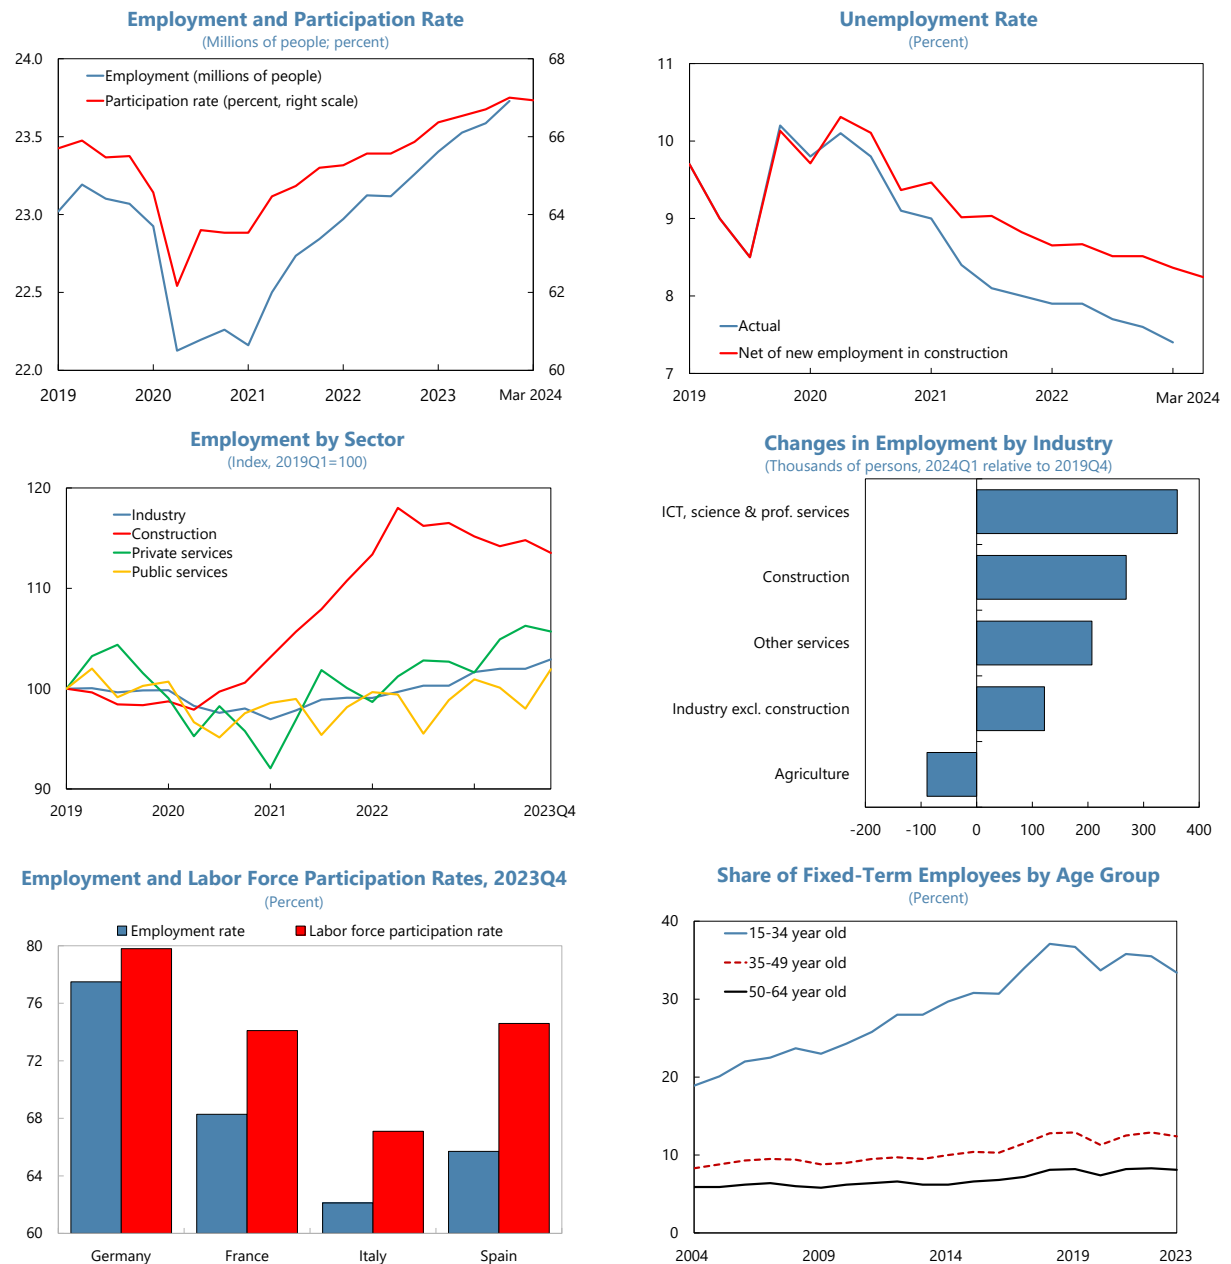 Employment and Participation Rate
(Millions of people; percent)
24.0
23.5
23.0
22.5
22.0
68
66
64
62
60
Employment (millions of people)
Participation rate (percent, right scale)
2019
2020
2021
2022
2023
Mar 2024
Unemployment Rate
(Percent)
11
10
9
8
7
Actual
Net of new employment in construction
2019
2020
2021
2022
Mar 2024
Employment by Sector
(Index, 2019Q1=100)
120
110
100
90
Industry
Construction
Private services
Public services
2019
2020
2021
2022
2023Q4
Changes in Employment by Industry
(Thousands of persons, 2024Q1 relative to 2019Q4)
ICT, science & prof. services
Construction
Other services
Industry excl. construction
Agriculture
-200
-100
0
100
200
300
400
Employment and Labor Force Participation Rates, 2023Q4
(Percent)
Employment rate
Labor force participation rate
80
76
72
68
64
60
Germany
France
Italy
Spain
Share of Fixed-Term Employees by Age Group
(Percent)
40
30
20
10
0
15-34 year old
35-49 year old
50-64 year old
2004
2009
2014
2019
2023